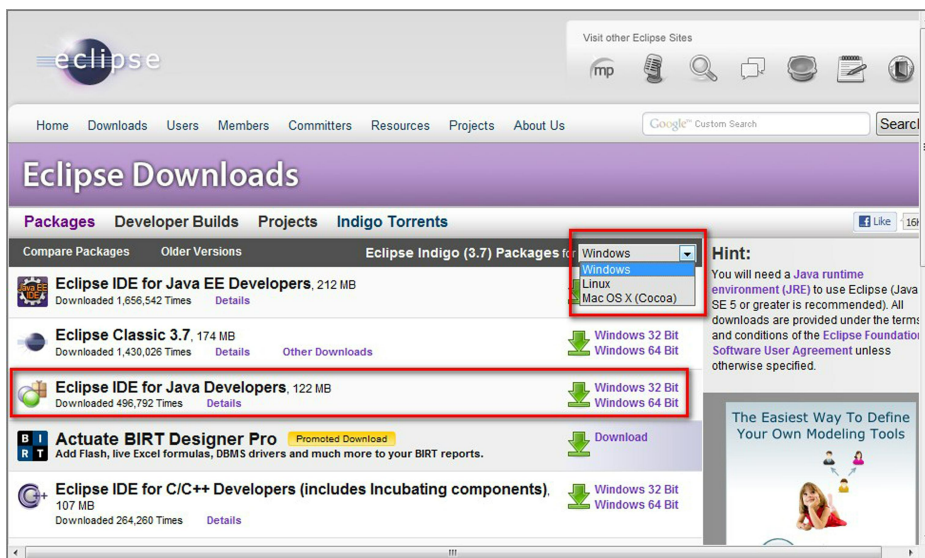 eclipse
Visit other Eclipse Sites
mp
Home Downloads Users Members Committers Resources Projects About Us
Google™ Custom Search
Search
Eclipse Downloads
Packages Developer Builds Projects Indigo Torrents
Like
Compare Packages Older Versions
Eclipse Indigo (3.7) Packages for Windows
Windows
Linux
Mac OS X (Cocoa)
Java EE
IDE
Eclipse IDE for Java EE Developers, 212 MB
Downloaded 1,656,542 Times Details
Eclipse Classic 3.7, 174 MB
Downloaded 1,430,026 Times Details Other Downloads
Windows 32 Bit
Windows 64 Bit
Eclipse IDE for Java Developers, 122 MB
Downloaded 496,792 Times Details
Windows 32 Bit
Windows 64 Bit
BIRT
Actuate BIRT Designer Pro Promoted Download
Add Flash, live Excel formulas, DBMS drivers and much more to your BIRT reports.
Download
Eclipse IDE for C/C++ Developers (includes Incubating components),
107 MB
Downloaded 264,260 Times Details
Windows 32 Bit
Windows 64 Bit
Hint:
You will need a Java runtime
environment (JRE) to use Eclipse (Java
SE 5 or greater is recommended). All
downloads are provided under the terms
and conditions of the Eclipse Foundation
Software User Agreement unless
otherwise specified.
The Easiest Way To Define
Your Own Modeling Tools